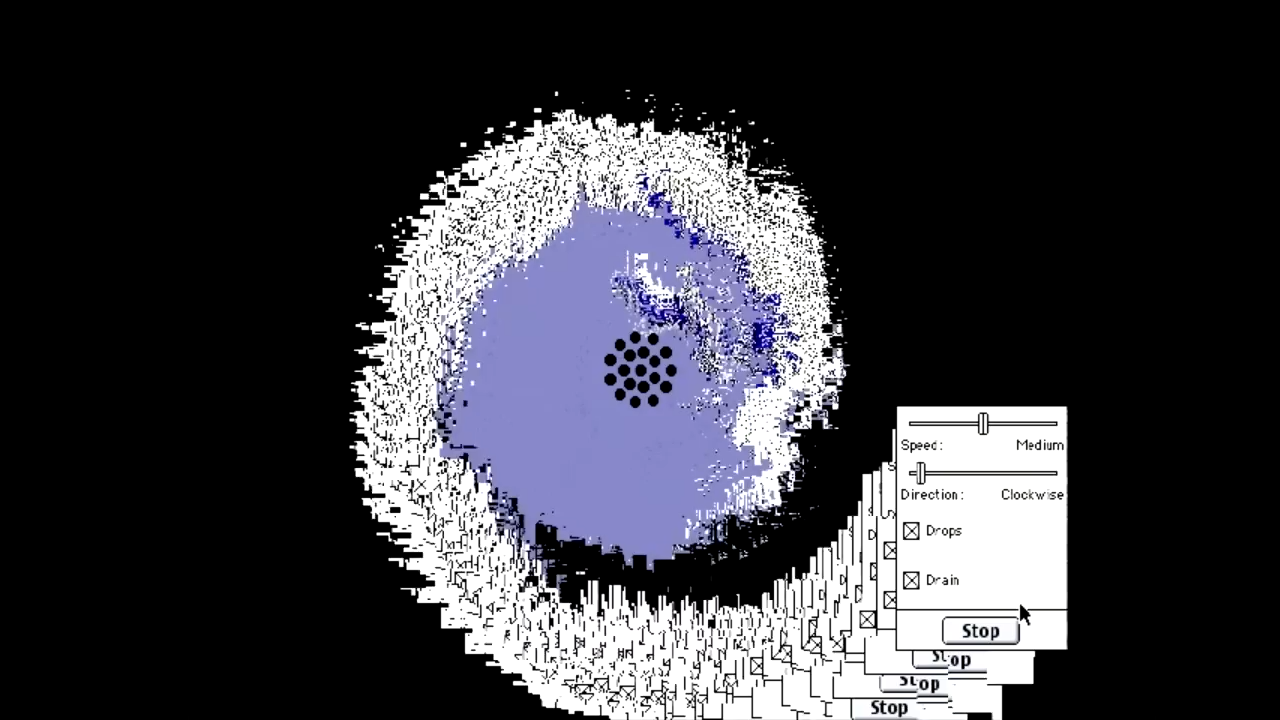 Speed: Medium
Direction: Clockwise
Drops
Drain
Stop
Stop
Stop
Stop